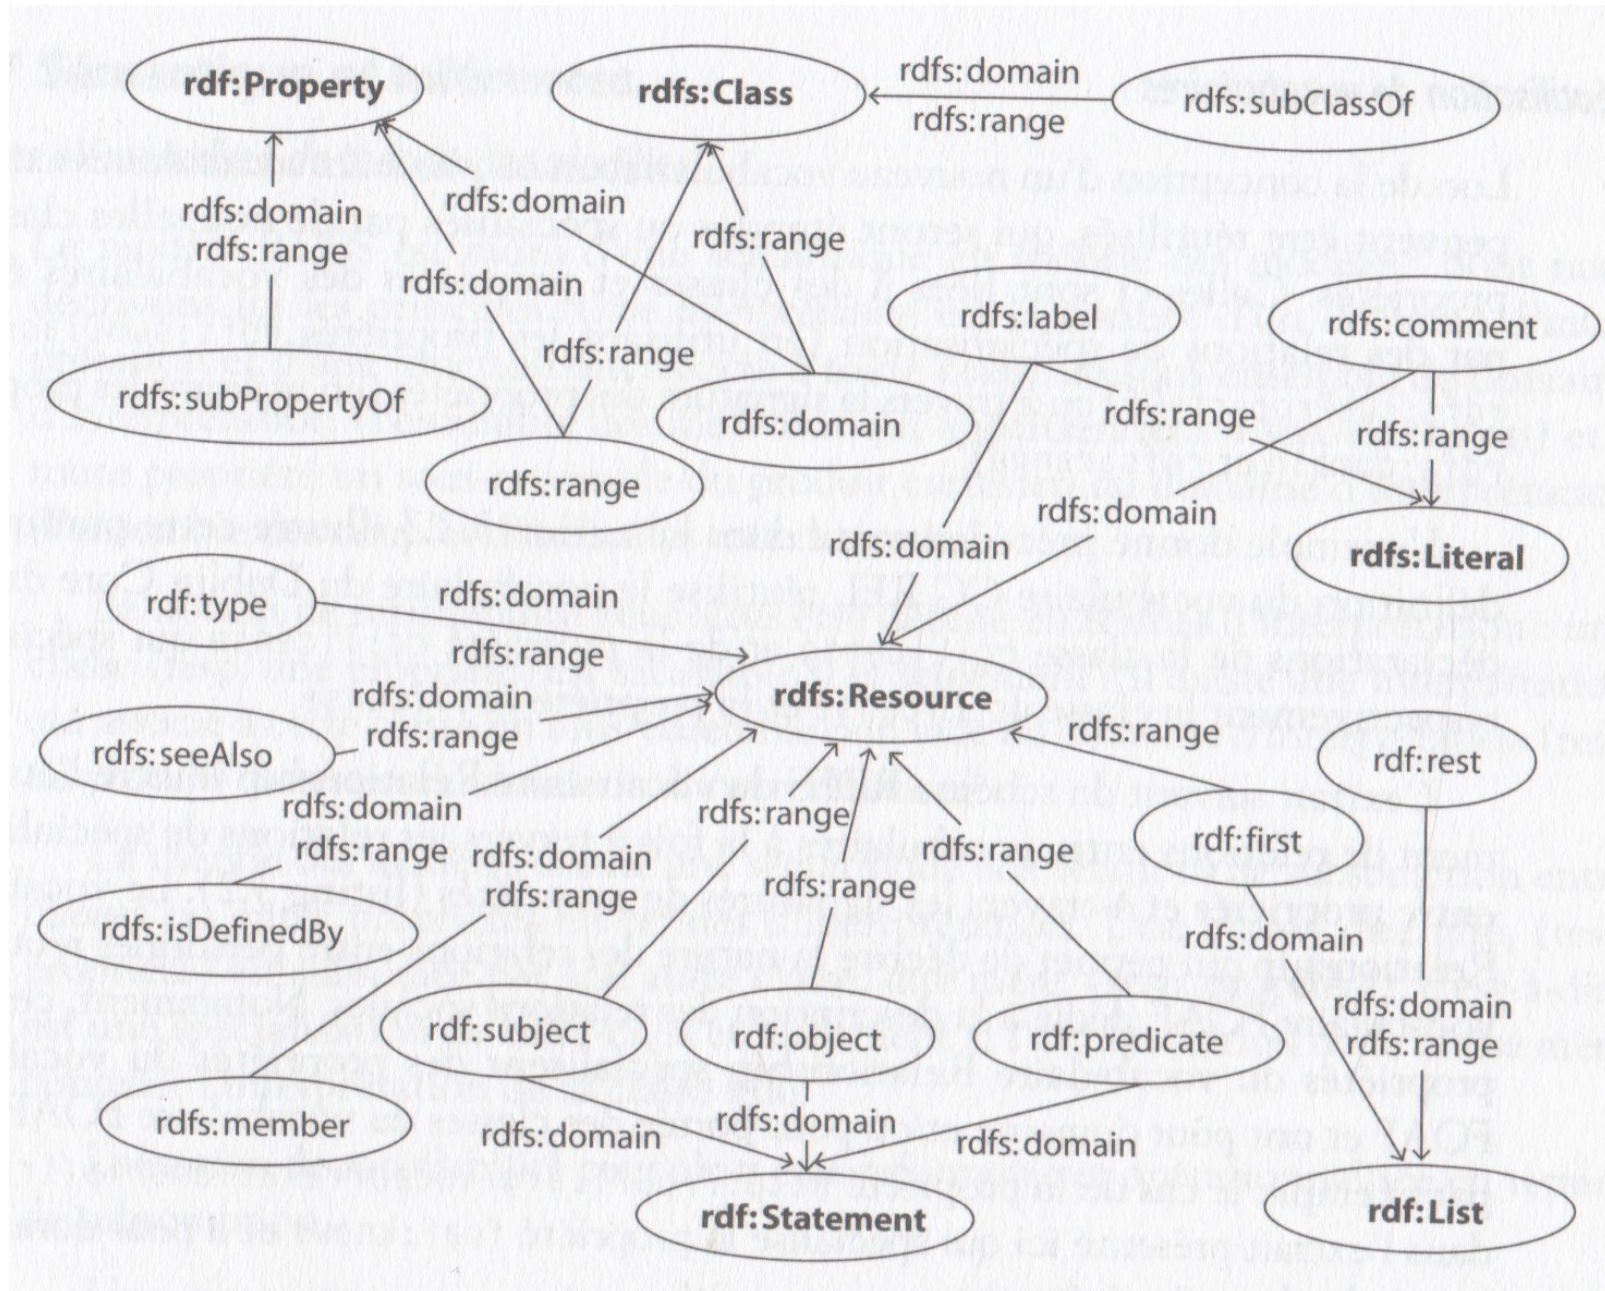 rdf:Property
rdfs:Class
rdfs:domain
rdfs:range
rdfs:subClassOf
rdfs:domain
rdfs:range
rdfs:domain
rdfs:range
rdfs:domain
rdfs:range
rdfs:label
rdfs:comment
rdfs:subPropertyOf
rdfs:domain
rdfs:range
rdfs:range
rdfs:range
rdfs:domain
rdfs:domain
rdfs:Literal
rdf:type
rdfs:domain
rdfs:range
rdfs:Resource
rdfs:domain
rdfs:range
rdfs:seeAlso
rdfs:range
rdf:rest
rdfs:domain
rdfs:range
rdfs:domain
rdfs:range
rdfs:range
rdfs:range
rdfs:range
rdf:first
rdfs:isDefinedBy
rdfs:domain
rdfs:domain
rdfs:range
rdf:subject
rdf:object
rdf:predicate
rdfs:member
rdfs:domain
rdfs:domain
rdfs:domain
rdf:Statement
rdf:List